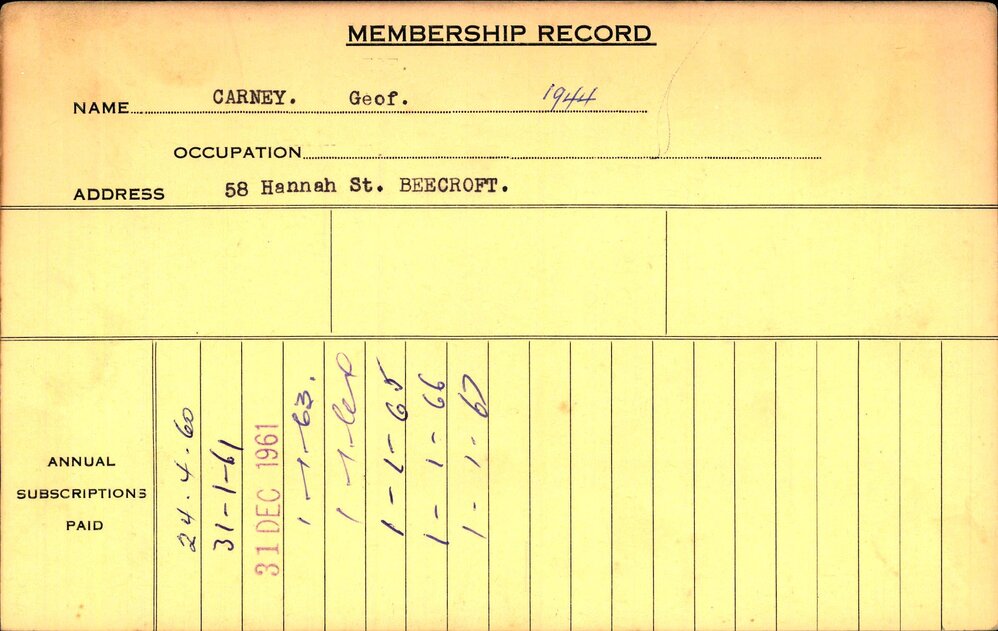 MEMBERSHIP RECORD
NAME CARNEY. Geof. 1944
OCCUPATION
ADDRESS 58 Hannah St. BEECROFT.
ANNUAL
SUBSCRIPTIONS
PAID
24.4.60
31-1-61
31 DEC 1961
1-1-63.
1-1-64
1-1-65
1-1-66
1-1-67